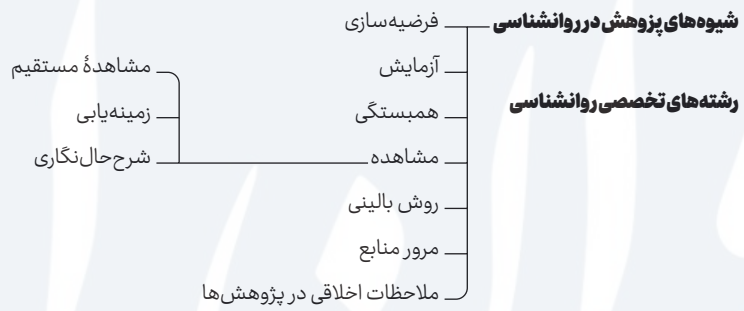 شیوه‌های پزوهش در روانشناسی
فرضیه‌سازی
آزمایش
همبستگی
مشاهده
مشاهدهٔ مستقیم
زمینه‌یابی
شرح‌حال‌نگاری
روش بالینی
مرور منابع
ملاحظات اخلاقی در پژوهش‌ها
رشته‌های تخصصی روانشناسی